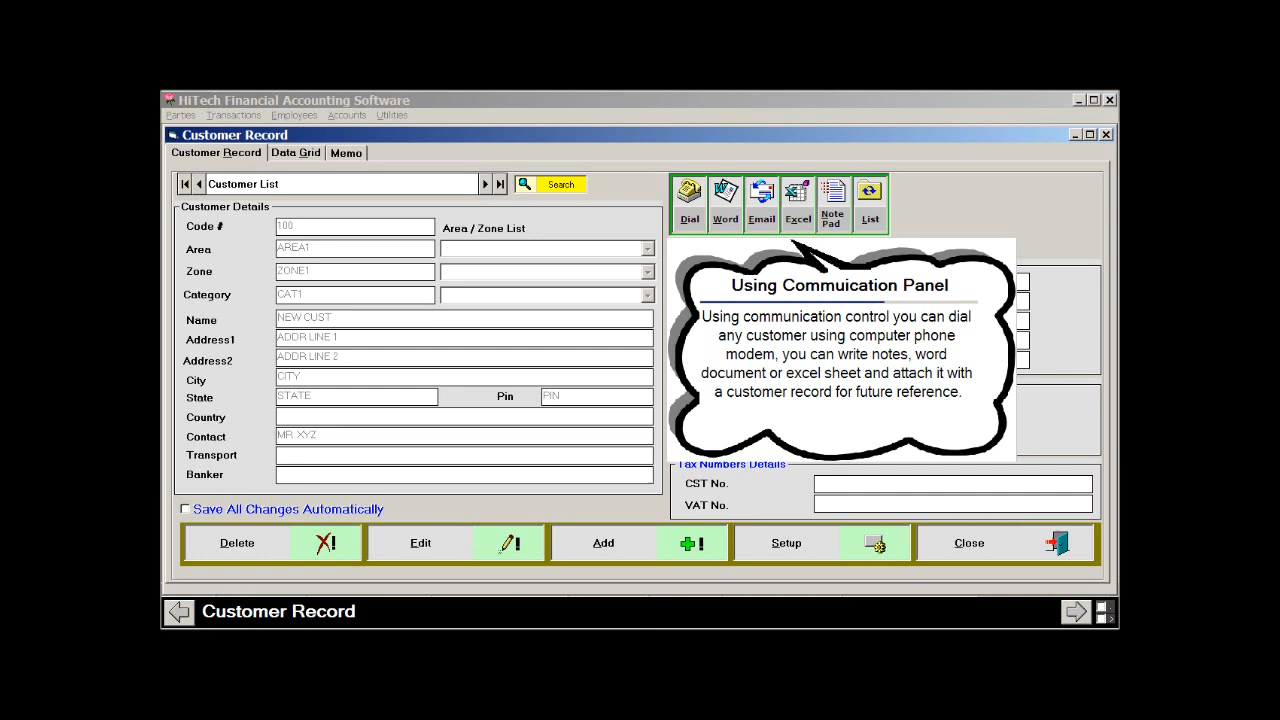 HiTech Financial Accounting Software
Parties Transactions Employees Accounts Utilities
Customer Record
Customer Record Data Grid Memo
Customer List
Search
Dial Word Email Excel Note Pad List
Customer Details
Code # 100 Area / Zone List
Area AREA1
Zone ZONE1
Category CAT1
Name NEW CUST
Address1 ADDR LINE 1
Address2 ADDR LINE 2
City CITY
State STATE Pin PIN
Country
Contact MR. XYZ
Transport
Banker
Using Commuication Panel
Using communication control you can dial
any customer using computer phone
modem, you can write notes, word
document or excel sheet and attach it with
a customer record for future reference.
Tax Numbers Details
CST No.
VAT No.
Save All Changes Automatically
Delete Edit Add Setup Close
Customer Record